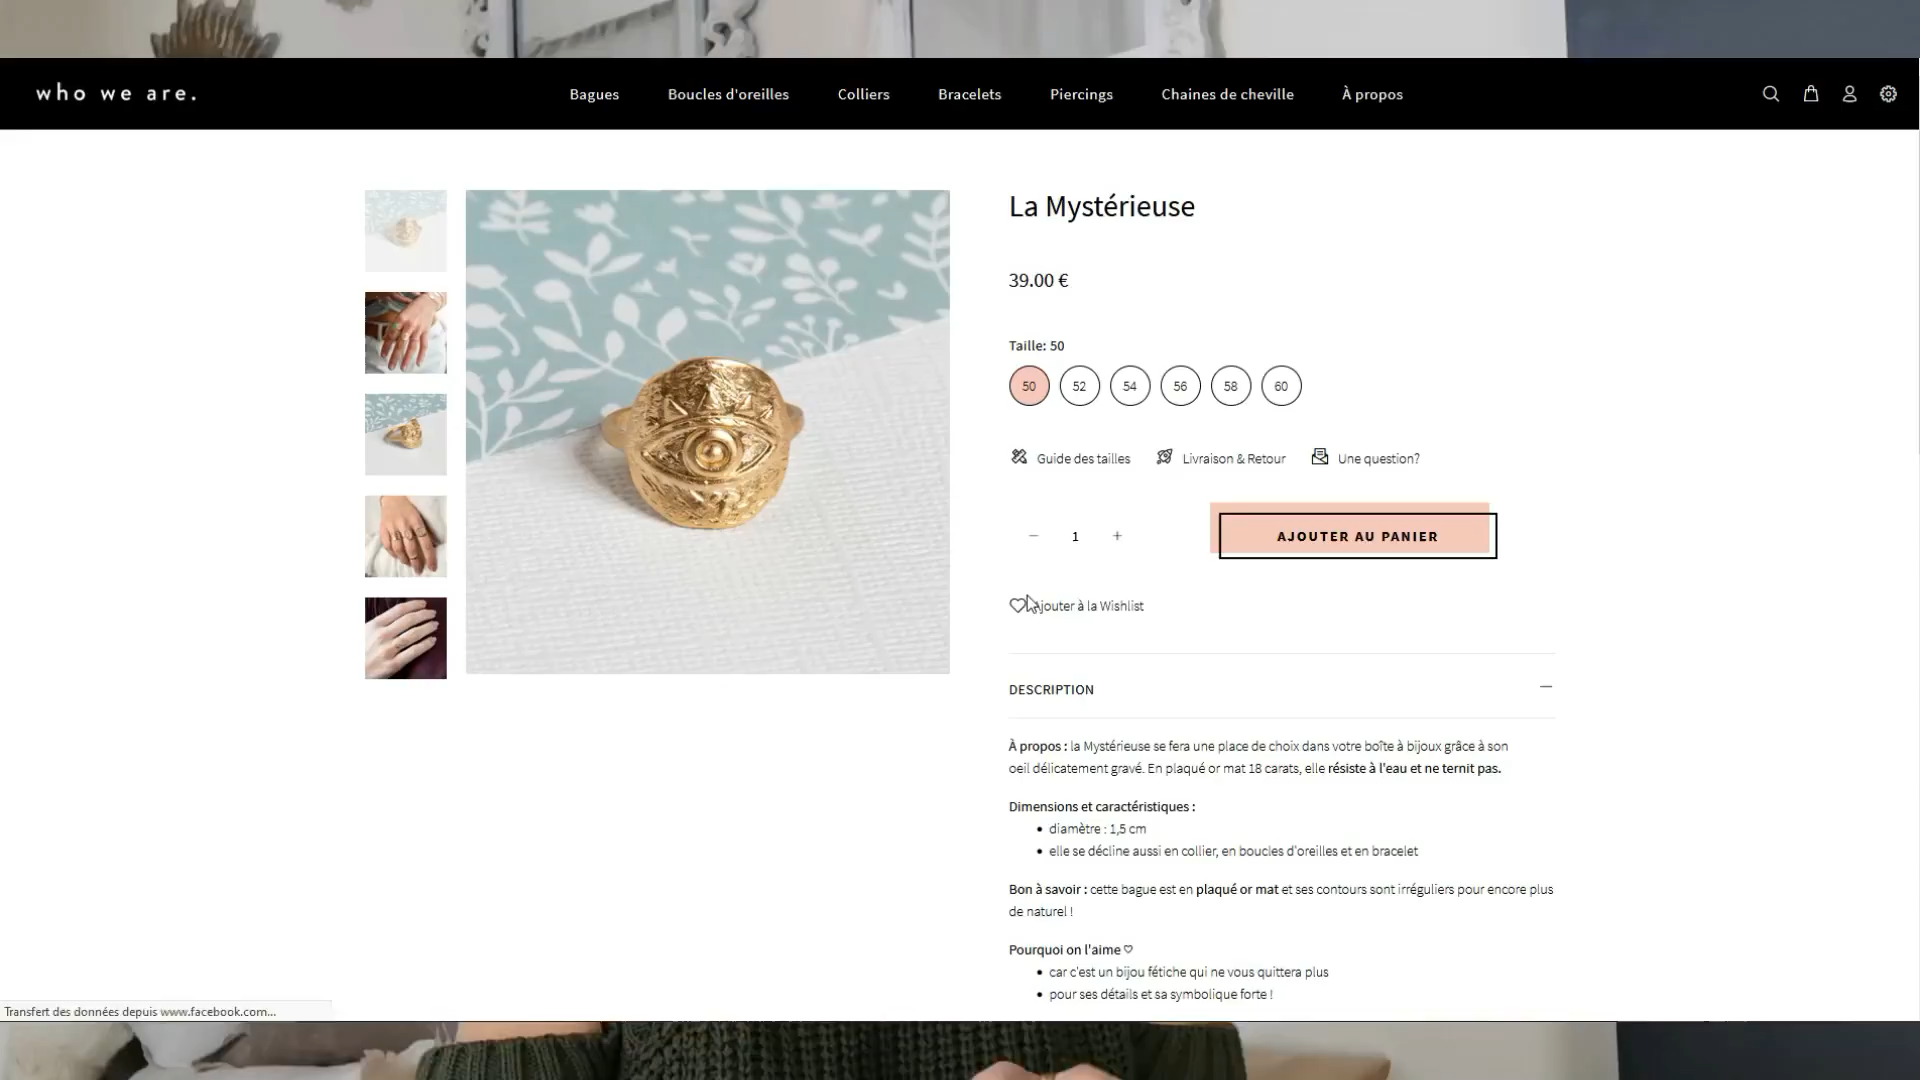 who we are.
Bagues
Boucles d'oreilles
Colliers
Bracelets
Piercings
Chaines de cheville
À propos
La Mystérieuse
39.00 €
Taille: 50
50
52
54
56
58
60
Guide des tailles
Livraison & Retour
Une question?
− 1 +
AJOUTER AU PANIER
Ajouter à la Wishlist
DESCRIPTION
À propos : la Mystérieuse se fera une place de choix dans votre boîte à bijoux grâce à son
oeil délicatement gravé. En plaqué or mat 18 carats, elle résiste à l'eau et ne ternit pas.
Dimensions et caractéristiques :
• diamètre : 1,5 cm
• elle se décline aussi en collier, en boucles d'oreilles et en bracelet
Bon à savoir : cette bague est en plaqué or mat et ses contours sont irréguliers pour encore plus
de naturel !
Pourquoi on l'aime ♡
• car c'est un bijou fétiche qui ne vous quittera plus
• pour ses détails et sa symbolique forte !
Transfert des données depuis www.facebook.com...